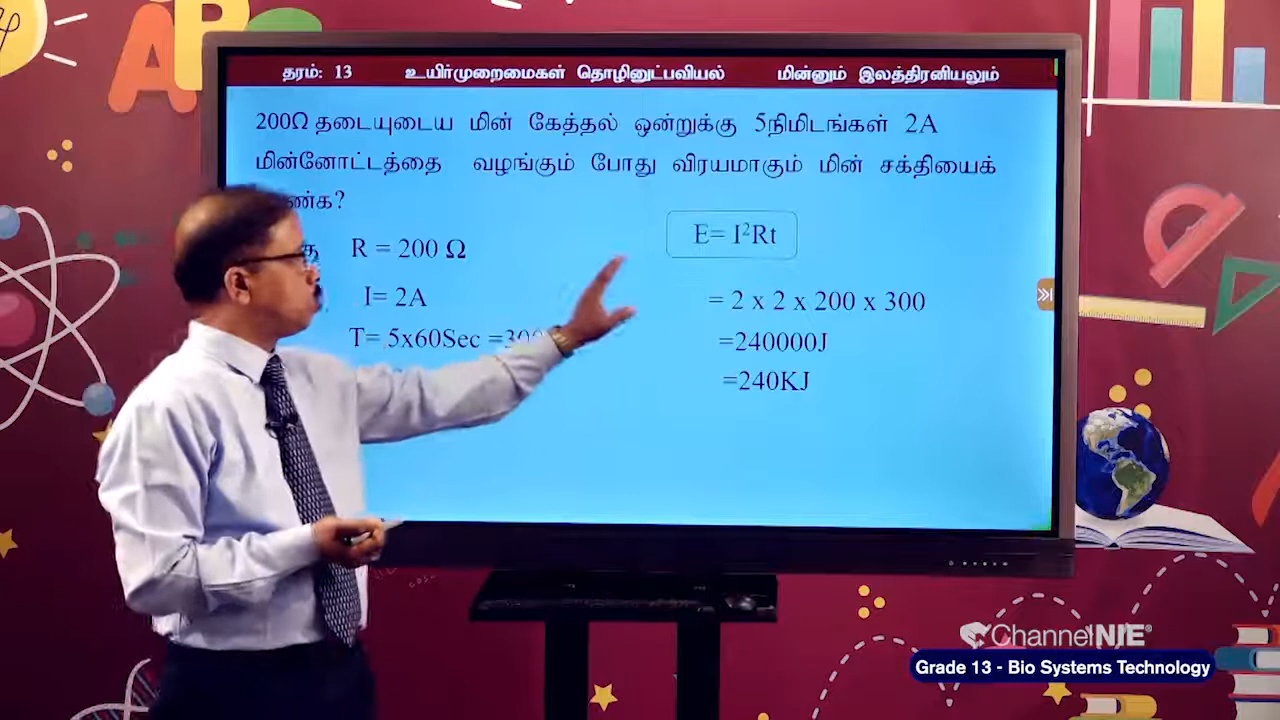 தரம்: 13 உயிர்முறைமைகள் தொழினுட்பவியல் மின்னும் இலத்திரனியலும்
200Ω தடையுடைய மின் கேத்தல் ஒன்றுக்கு 5நிமிடங்கள் 2A
மின்னோட்டத்தை வழங்கும் போது விரயமாகும் மின் சக்தியைக்
R = 200 Ω
I= 2A
T= 5x60Sec
E= I²Rt
= 2 x 2 x 200 x 300
=240000J
=240KJ
ChannelNIE®
Grade 13 - Bio Systems Technology